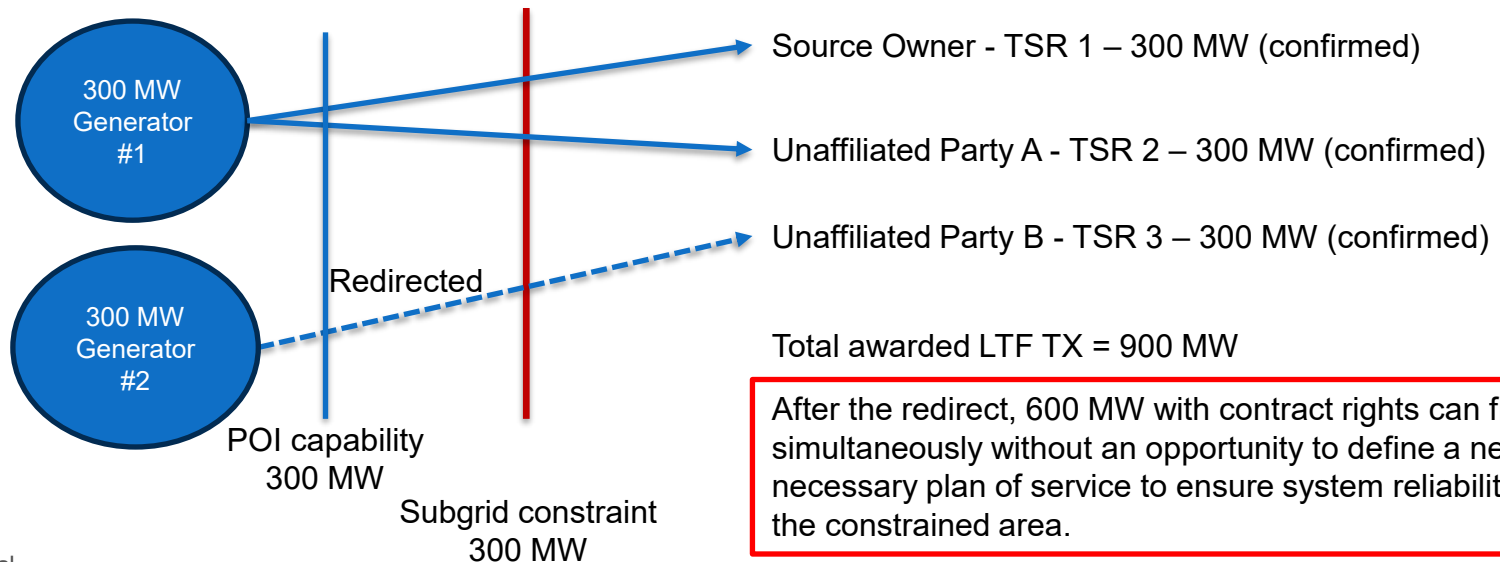 300 MW
Generator
#1
Source Owner - TSR 1 – 300 MW (confirmed)
Unaffiliated Party A - TSR 2 – 300 MW (confirmed)
Unaffiliated Party B - TSR 3 – 300 MW (confirmed)
Redirected
300 MW
Generator
#2
Total awarded LTF TX = 900 MW
After the redirect, 600 MW with contract rights can
simultaneously without an opportunity to define a
necessary plan of service to ensure system
the constrained area.
POI capability
300 MW
Subgrid constraint
300 MW